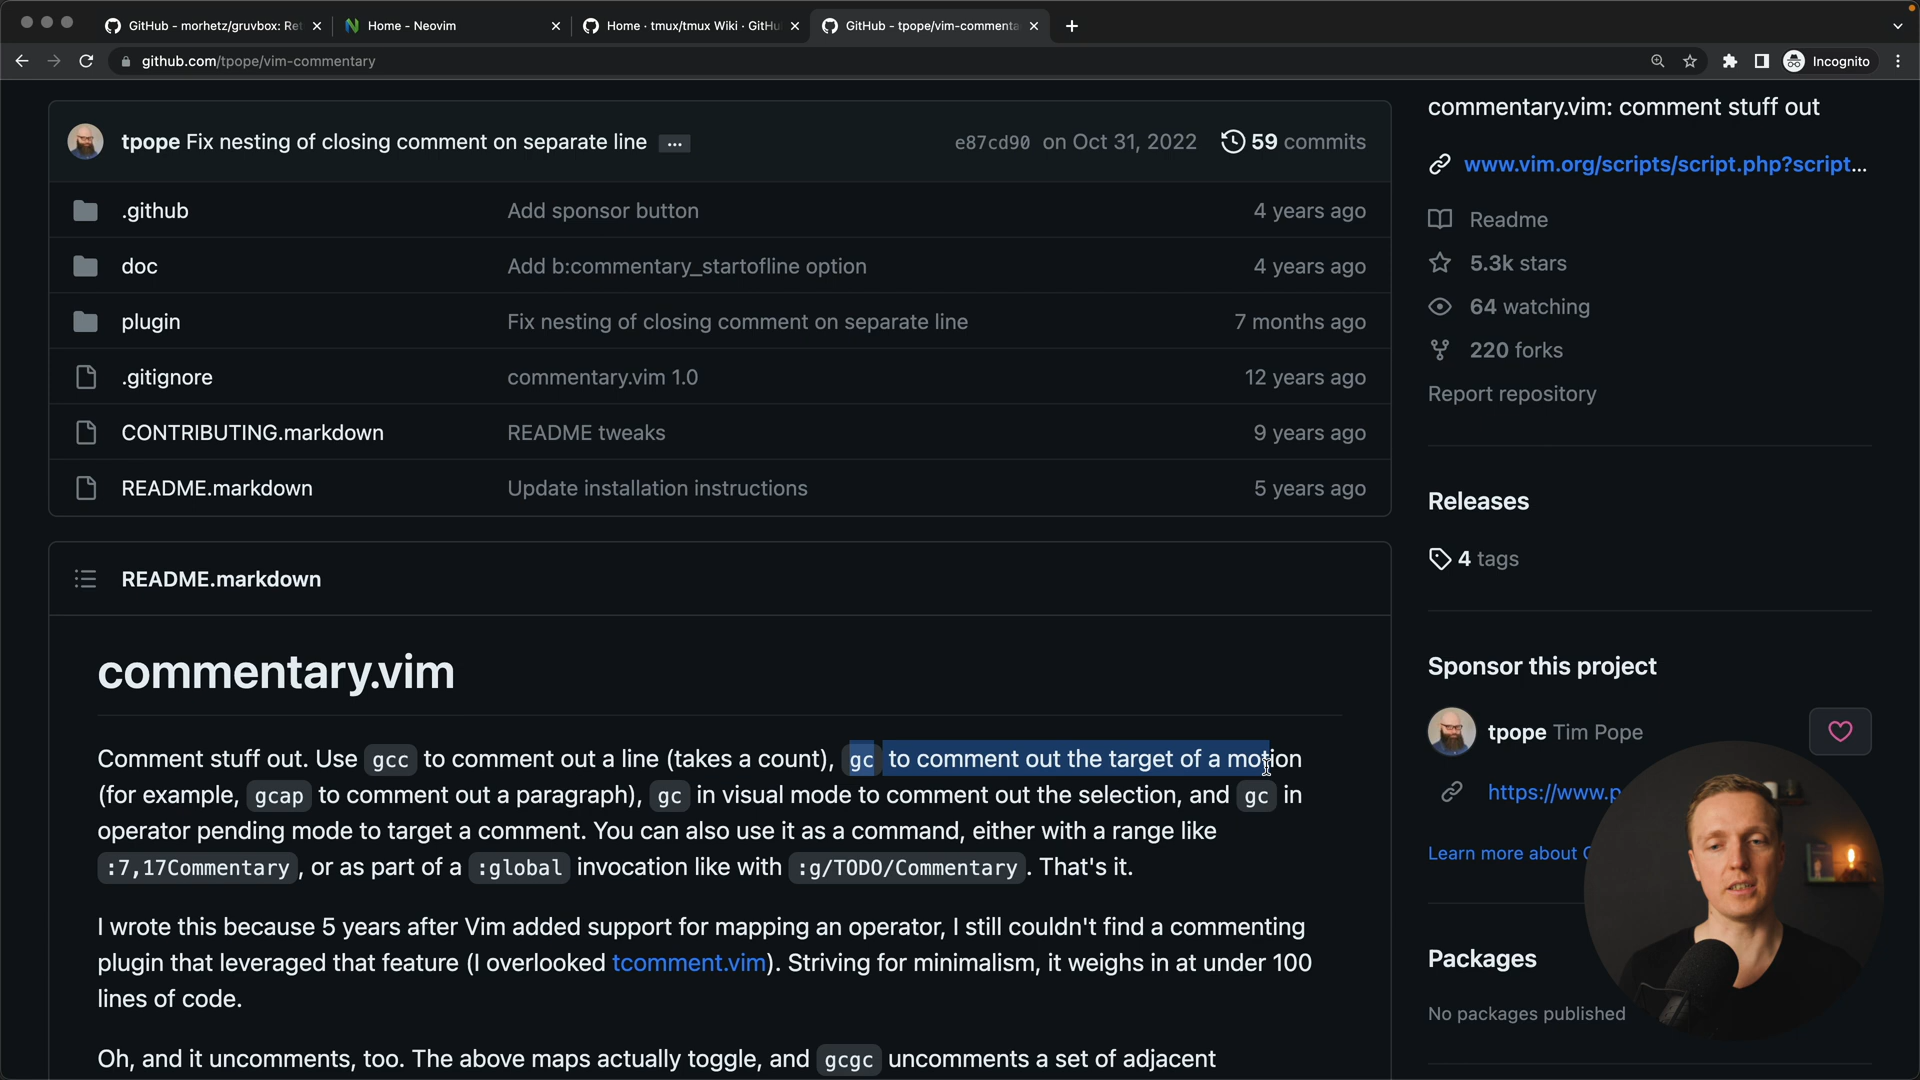 GitHub - morhetz/gruvbox: Ret
Home - Neovim
Home · tmux/tmux Wiki · GitHu
GitHub - tpope/vim-commenta
github.com/tpope/vim-commentary
Incognito
tpope Fix nesting of closing comment on separate line ...
e87cd90 on Oct 31, 2022 59 commits
.github Add sponsor button 4 years ago
doc Add b:commentary_startofline option 4 years ago
plugin Fix nesting of closing comment on separate line 7 months ago
.gitignore commentary.vim 1.0 12 years ago
CONTRIBUTING.markdown README tweaks 9 years ago
README.markdown Update installation instructions 5 years ago
README.markdown
commentary.vim
Comment stuff out. Use gcc to comment out a line (takes a count), gc to comment out the target of a motion
(for example, gcap to comment out a paragraph), gc in visual mode to comment out the selection, and gc in
operator pending mode to target a comment. You can also use it as a command, either with a range like
:7,17Commentary , or as part of a :global invocation like with :g/TODO/Commentary . That's it.
I wrote this because 5 years after Vim added support for mapping an operator, I still couldn't find a commenting
plugin that leveraged that feature (I overlooked tcomment.vim). Striving for minimalism, it weighs in at under 100
lines of code.
Oh, and it uncomments, too. The above maps actually toggle, and gcgc uncomments a set of adjacent
commentary.vim: comment stuff out
www.vim.org/scripts/script.php?script...
Readme
5.3k stars
64 watching
220 forks
Report repository
Releases
4 tags
Sponsor this project
tpope Tim Pope
https://www.p
Learn more about
Packages
No packages published